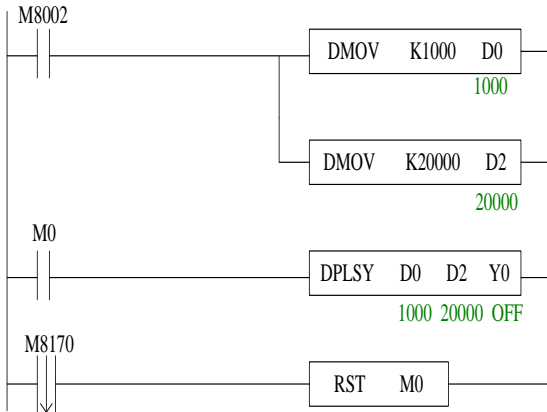 M8002
DMOV K1000 D0
1000
DMOV K20000 D2
20000
M0
DPLSY D0 D2 Y0
1000 20000 OFF
M8170
RST M0